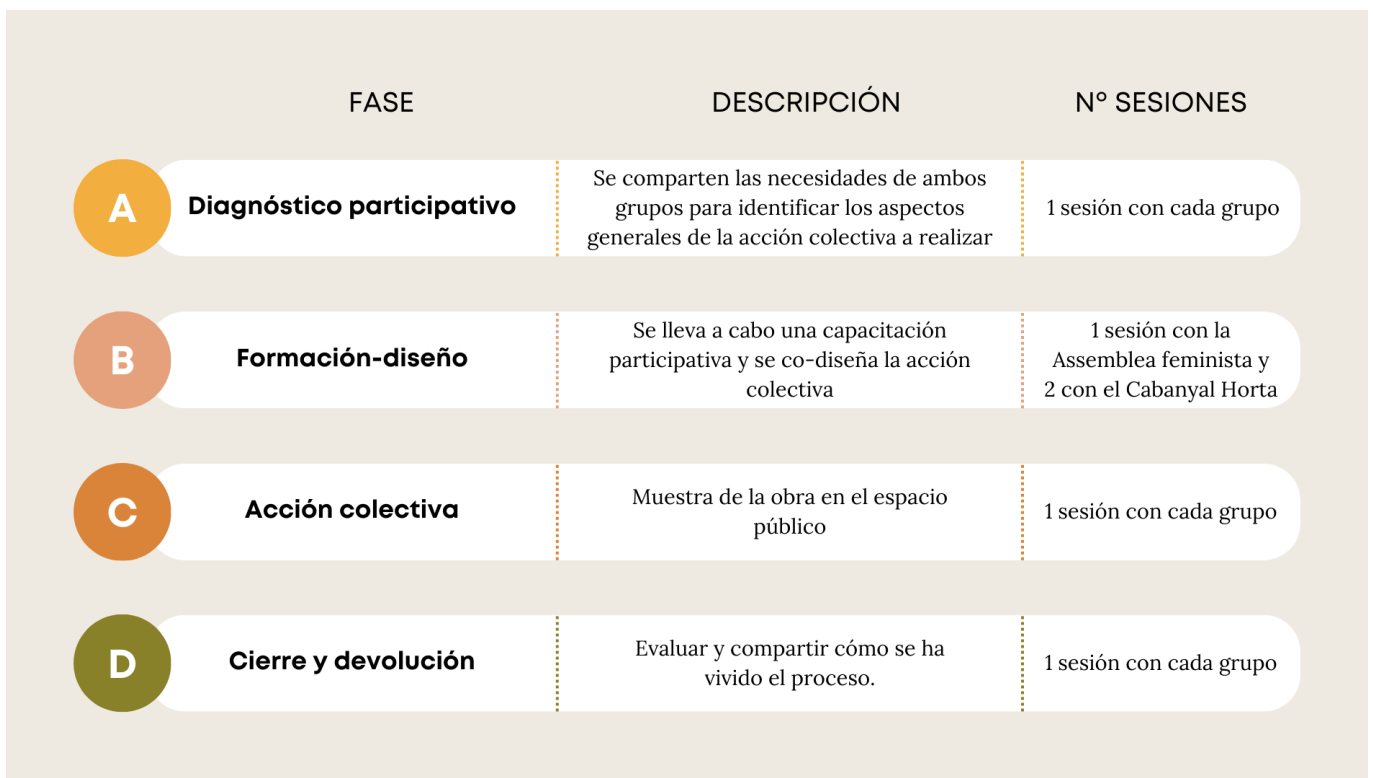 FASE
DESCRIPCIÓN
Nº SESIONES
A
Diagnóstico participativo
Se comparten las necesidades de ambos
grupos para identificar los aspectos
generales de la acción colectiva a realizar
1 sesión con cada grupo
B
Formación-diseño
Se lleva a cabo una capacitación
participativa y se co-diseña la acción
colectiva
1 sesión con la
Assemblea feminista y
2 con el Cabanyal Horta
C
Acción colectiva
Muestra de la obra en el espacio
público
1 sesión con cada grupo
D
Cierre y devolución
Evaluar y compartir cómo se ha
vivido el proceso.
1 sesión con cada grupo